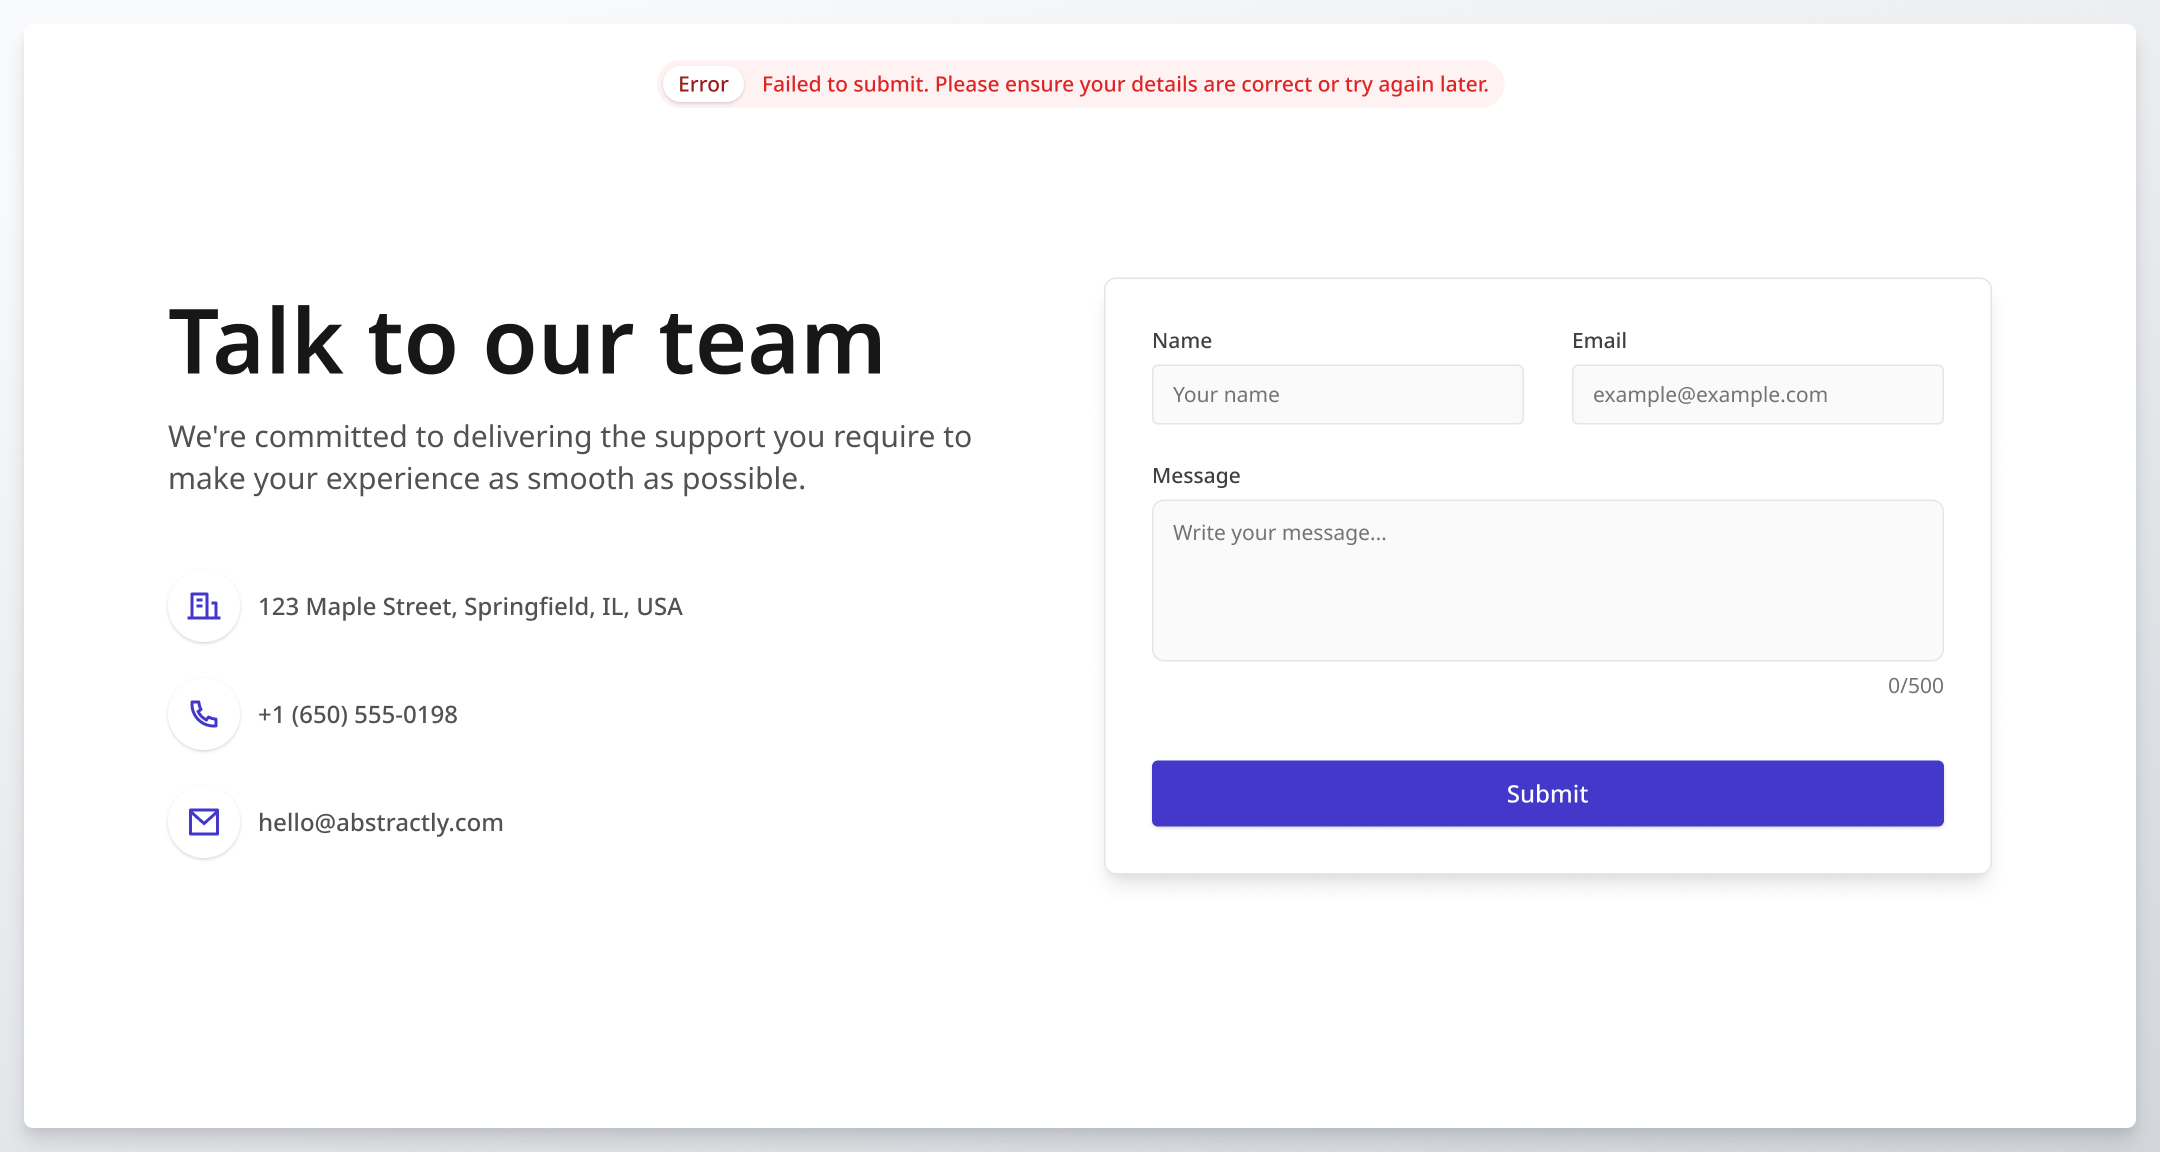 Error Failed to submit. Please ensure your details are correct or try again later.
Talk to our team
We're committed to delivering the support you require to
make your experience as smooth as possible.
123 Maple Street, Springfield, IL, USA
+1 (650) 555-0198
hello@abstractly.com
Name
Your name
Email
example@example.com
Message
Write your message...
0/500
Submit